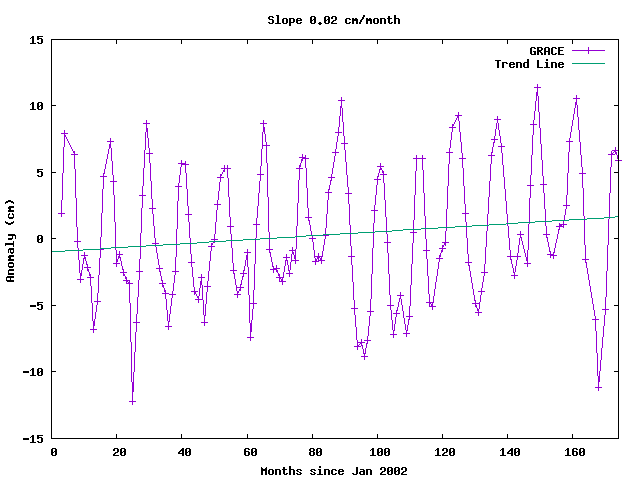 Slope 0.02 cm/month
GRACE
Trend Line
15
10
5
0
-5
-10
-15
Anomaly (cm)
0 20 40 60 80 100 120 140 160
Months since Jan 2002